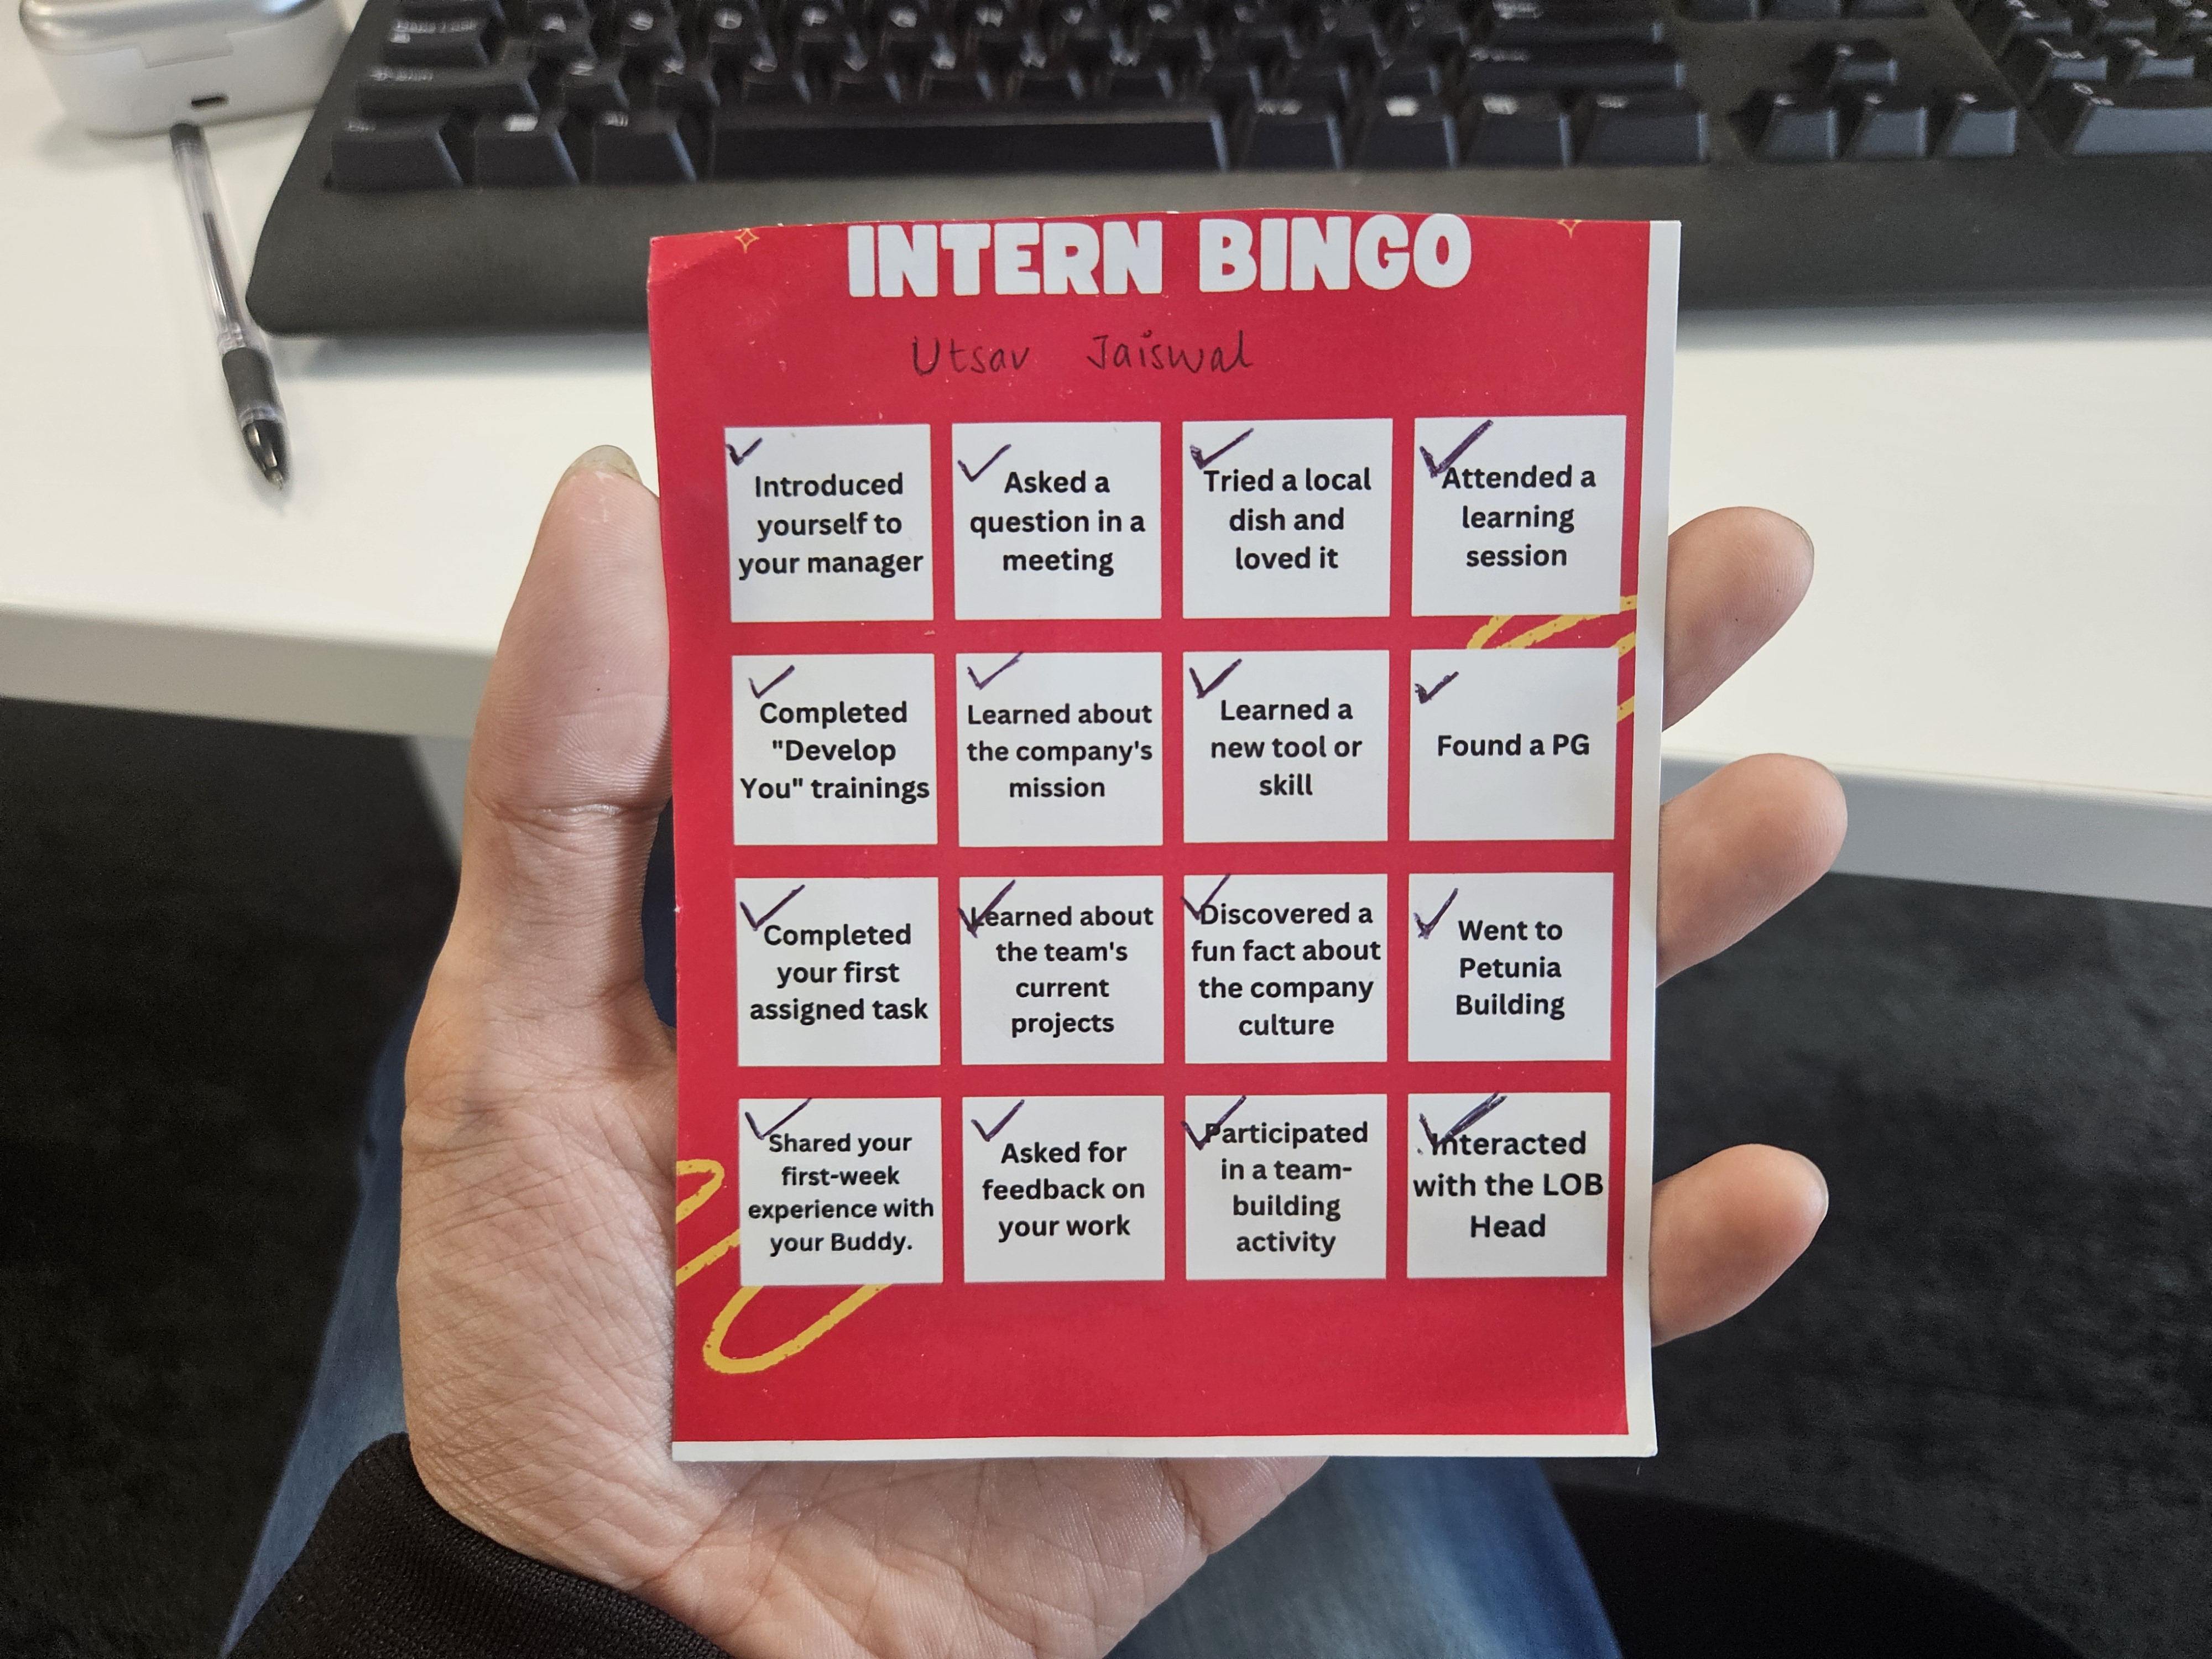 INTERN BINGO
Utsav Jaiswal
Introduced
yourself to
your manager
Asked a
question in a
meeting
Tried a local
dish and
loved it
Attended a
learning
session
Completed
"Develop
You" trainings
Learned about
the company's
mission
Learned a
new tool or
skill
Found a PG
Completed
your first
assigned task
Learned about
the team's
current
projects
Discovered a
fun fact about
the company
culture
Went to
Petunia
Building
Shared your
first-week
experience with
your Buddy.
Asked for
feedback on
your work
Participated
in a team-
building
activity
Interacted
with the LOB
Head